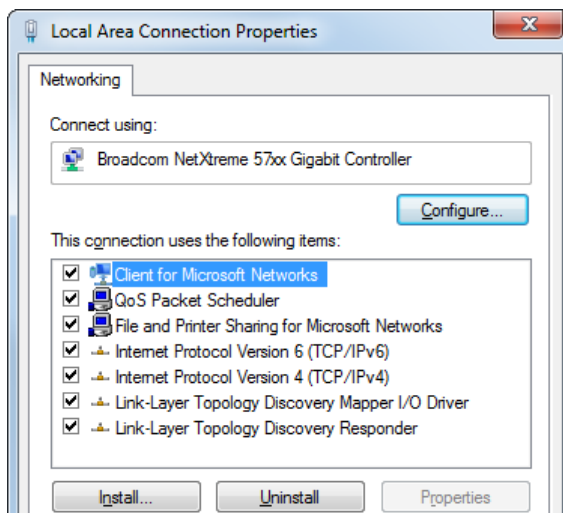 Local Area Connection Properties
Networking
Connect using:
Broadcom NetXtreme 57xx Gigabit Controller
Configure...
This connection uses the following items:
Client for Microsoft Networks
QoS Packet Scheduler
File and Printer Sharing for Microsoft Networks
Internet Protocol Version 6 (TCP/IPv6)
Internet Protocol Version 4 (TCP/IPv4)
Link-Layer Topology Discovery Mapper I/O Driver
Link-Layer Topology Discovery Responder
Install... Uninstall Properties